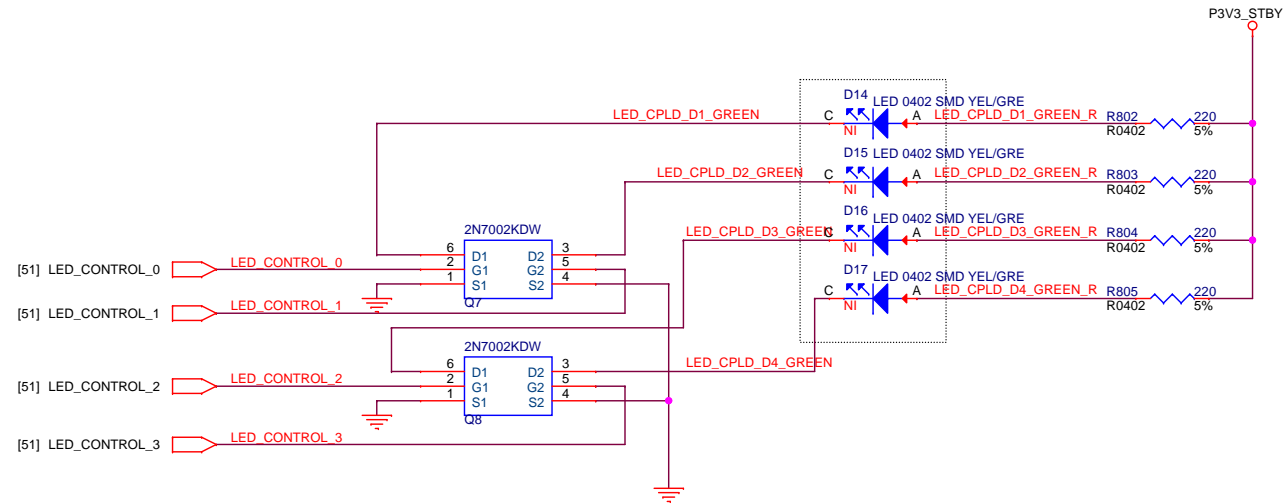 P3V3_STBY
D14
LED 0402 SMD YEL/GRE
LED_CPLD_D1_GREEN C NI A LED_CPLD_D1_GREEN_R R802 220
R0402 5%
D15 LED 0402 SMD YEL/GRE
LED_CPLD_D2_GREEN C NI A LED_CPLD_D2_GREEN_R R803 220
R0402 5%
D16
LED 0402 SMD YEL/GRE
LED_CPLD_D3_GREEN C NI A LED_CPLD_D3_GREEN_R R804 220
R0402 5%
D17
LED 0402 SMD YEL/GRE
C NI A LED_CPLD_D4_GREEN_R R805 220
R0402 5%
2N7002KDW
6 D1 D2 3
2 G1 G2 5
1 S1 S2 4
Q7
[51] LED_CONTROL_0 LED_CONTROL_0
[51] LED_CONTROL_1 LED_CONTROL_1
2N7002KDW
LED_CPLD_D4_GREEN
6 D1 D2 3
2 G1 G2 5
1 S1 S2 4
Q8
[51] LED_CONTROL_2 LED_CONTROL_2
[51] LED_CONTROL_3 LED_CONTROL_3